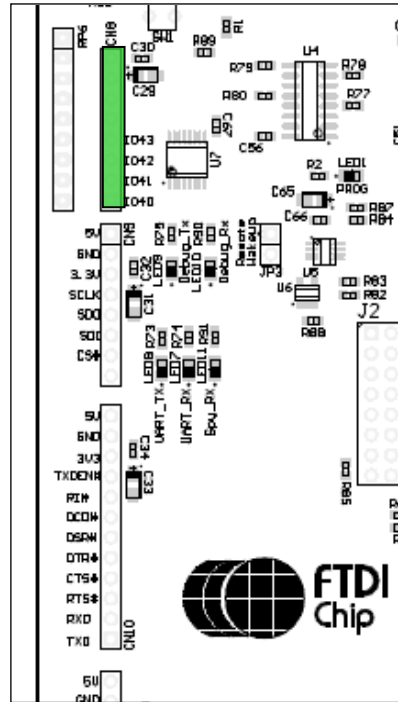 SW1
R1
CN8
RP6
R89
U4
C30
R79
R78
C29
R80
R77
C97
IO43
C56
IO42
U7
R2
LED1
IO41
PROG
C65
IO40
R87
C66
R84
5V
CN9
R75
Debug_TX
R90
Debug_Rx
Remote
Wakeup
GND
C32
LED9
LED10
JP3
U5
3.3V
SCLK
C31
U6
R83
SDO
R82
J2
R88
SDI
R73
R74
R91
CS#
LED8
LED7
LED11
UART_TX
UART_RX
Spy_RX
5V
GND
3V3
C34
TXDEN#
C33
R85
RI#
DCD#
DSR#
DTR#
FTDI
CTS#
RTS#
Chip
RXD
TXD
CN10
5V
GND